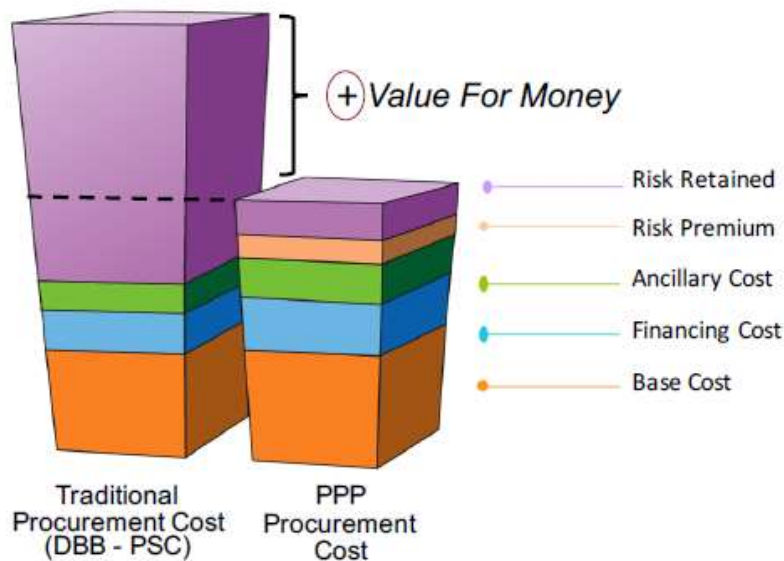 + Value For Money
Risk Retained
Risk Premium
Ancillary Cost
Financing Cost
Base Cost
Traditional
Procurement Cost
(DBB - PSC)
PPP
Procurement
Cost